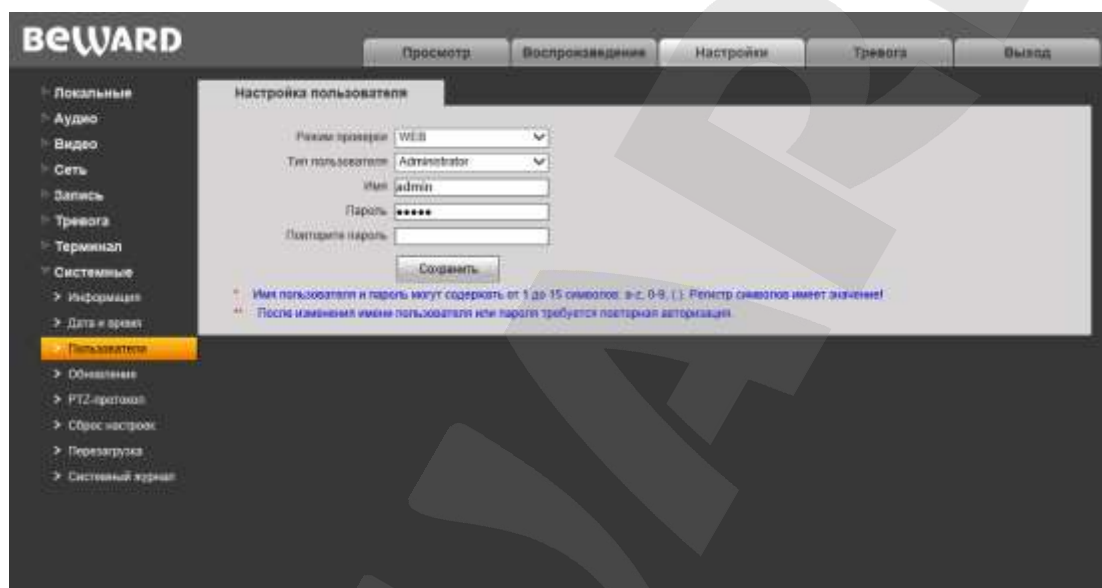 BEWARD
Просмотр Воспроизведение Настройки Тревога Выход
Локальные
Аудио
Видео
Сеть
Запись
Тревога
Терминал
Системные
Информация
Дата и время
Пользователи
Обновление
PTZ-протокол
Сброс настроек
Перезагрузка
Системный журнал
Настройка пользователя
Режим проверки WEB
Тип пользователя Administrator
Имя admin
Пароль •••••
Повторите пароль
Сохранить
* Имя пользователя и пароль могут содержать от 1 до 15 символов: a-z, 0-9, (.). Регистр символов имеет значение!
** После изменения имени пользователя или пароля требуется повторная авторизация.